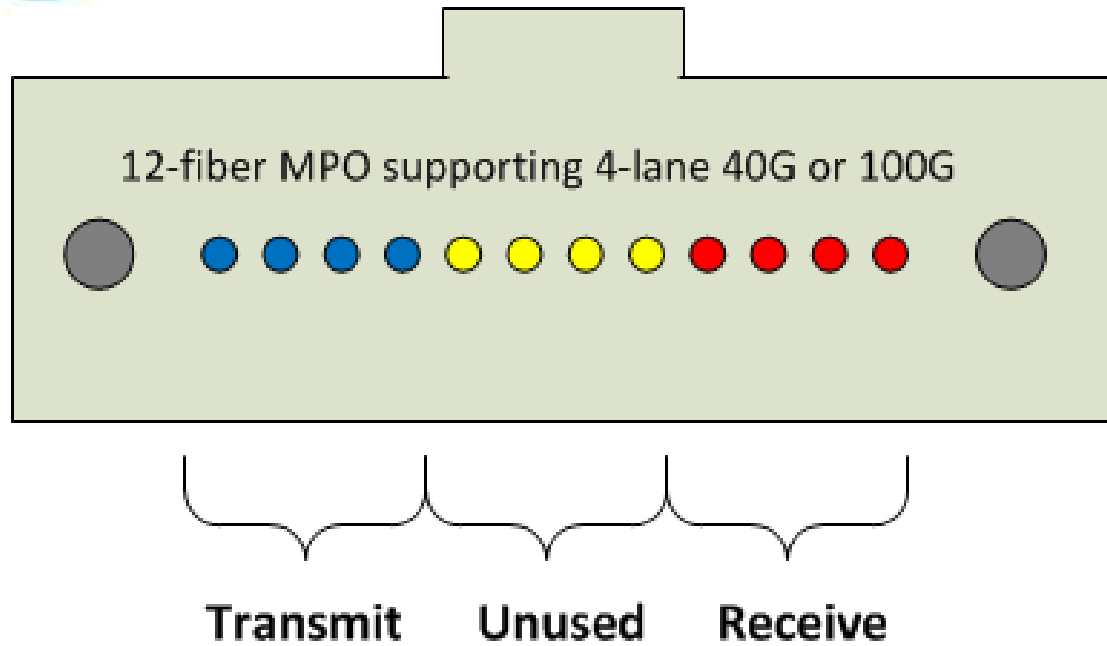 12-fiber MPO supporting 4-lane 40G or 100G
Transmit Unused Receive